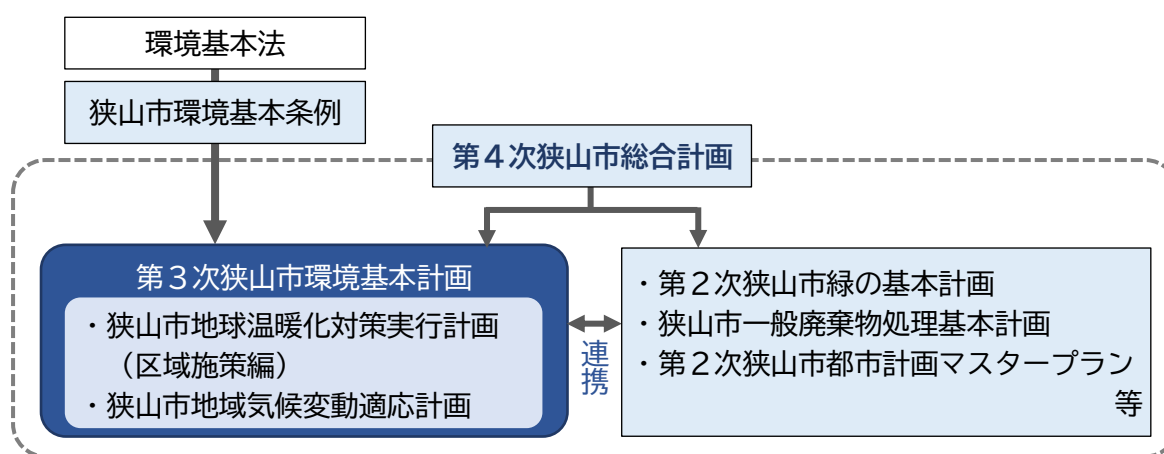 環境基本法
狭山市環境基本条例
第４次狭山市総合計画
第３次狭山市環境基本計画
・狭山市地球温暖化対策実行計画
（区域施策編）
・狭山市地域気候変動適応計画
連携
・第２次狭山市緑の基本計画
・狭山市一般廃棄物処理基本計画
・第２次狭山市都市計画マスタープラン
等